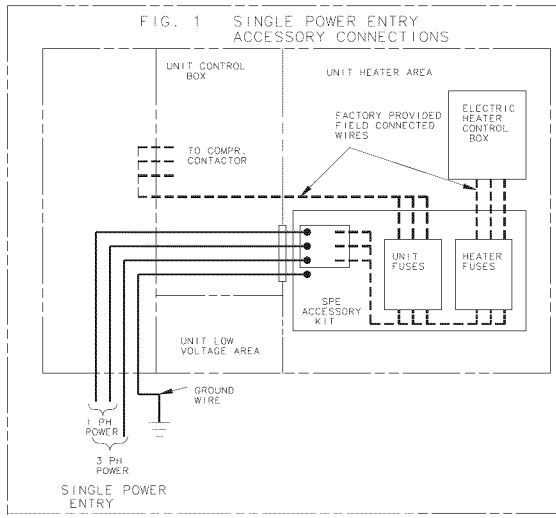 FIG. 1 SINGLE POWER ENTRY
ACCESSORY CONNECTIONS
UNIT CONTROL
BOX
UNIT HEATER AREA
FACTORY PROVIDED
FIELD CONNECTED
WIRES
ELECTRIC
HEATER
CONTROL
BOX
TO COMPR.
CONTACTOR
UNIT
FUSES
HEATER
FUSES
SPE
ACCESSORY
KIT
UNIT LOW
VOLTAGE AREA
GROUND
WIRE
1 PH
POWER
3 PH
POWER
SINGLE POWER
ENTRY